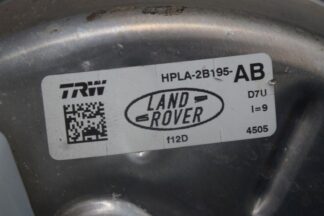 TRW
HPLA-2B195-AB
LAND
ROVER
D7U
I=9
f12D
4505